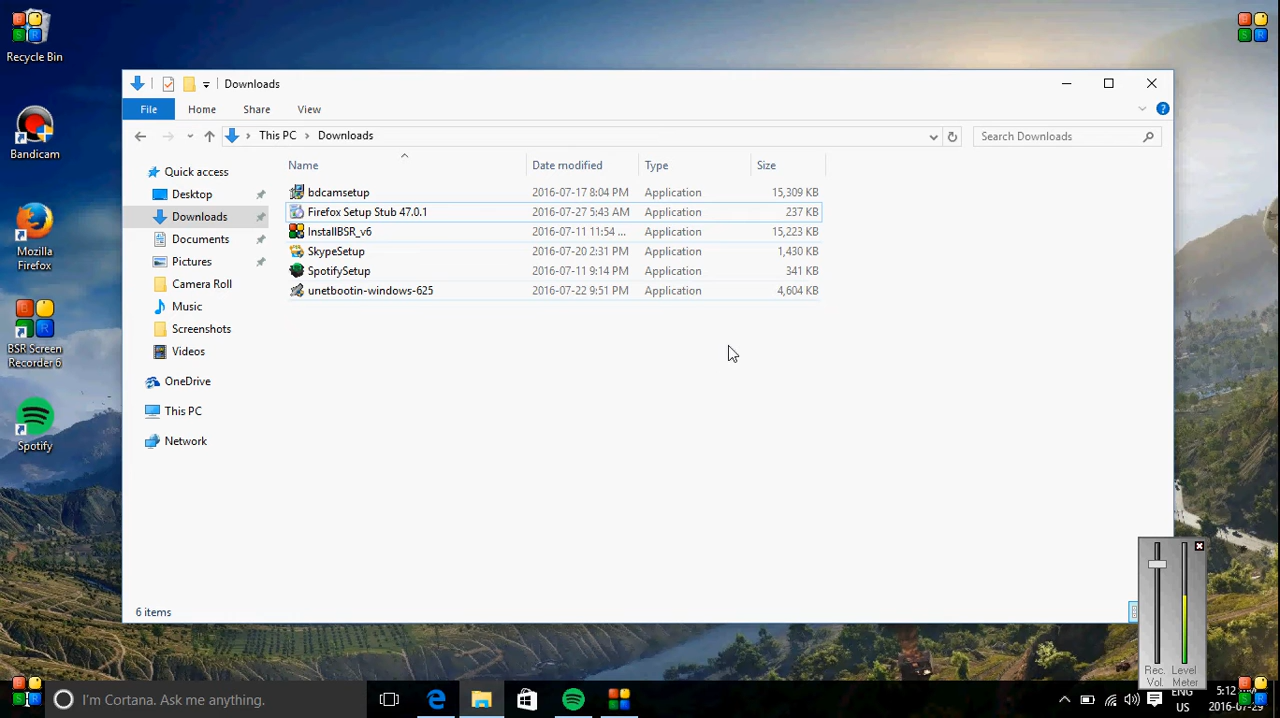 Recycle Bin
Bandicam
Mozilla
Firefox
BSR Screen
Recorder 6
Spotify
Downloads
File Home Share View
This PC Downloads
Search Downloads
Quick access
Desktop
Downloads
Documents
Pictures
Camera Roll
Music
Screenshots
Videos
OneDrive
This PC
Network
Name Date modified Type Size
bdcamsetup 2016-07-17 8:04 PM Application 15,309 KB
Firefox Setup Stub 47.0.1 2016-07-27 5:43 AM Application 237 KB
InstallBSR_v6 2016-07-11 11:54 ... Application 15,223 KB
SkypeSetup 2016-07-20 2:31 PM Application 1,430 KB
SpotifySetup 2016-07-11 9:14 PM Application 341 KB
unetbootin-windows-625 2016-07-22 9:51 PM Application 4,604 KB
6 items
Rec. Level
Vol. Meter
I'm Cortana. Ask me anything.
ENG
US
5:12
2016-07-29